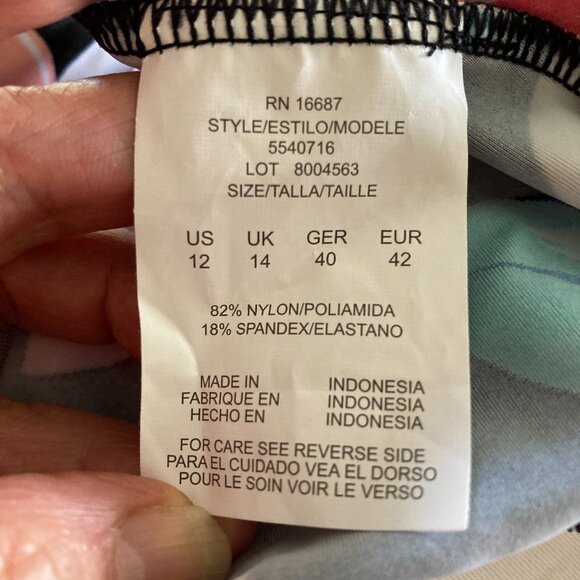 RN 16687
STYLE/ESTILO/MODELE
5540716
LOT 8004563
SIZE/TALLA/TAILLE
US UK GER EUR
12 14 40 42
82% NYLON/POLIAMIDA
18% SPANDEX/ELASTANO
MADE IN INDONESIA
FABRIQUE EN INDONESIA
HECHO EN INDONESIA
FOR CARE SEE REVERSE SIDE
PARA EL CUIDADO VEA EL DORSO
POUR LE SOIN VOIR LE VERSO